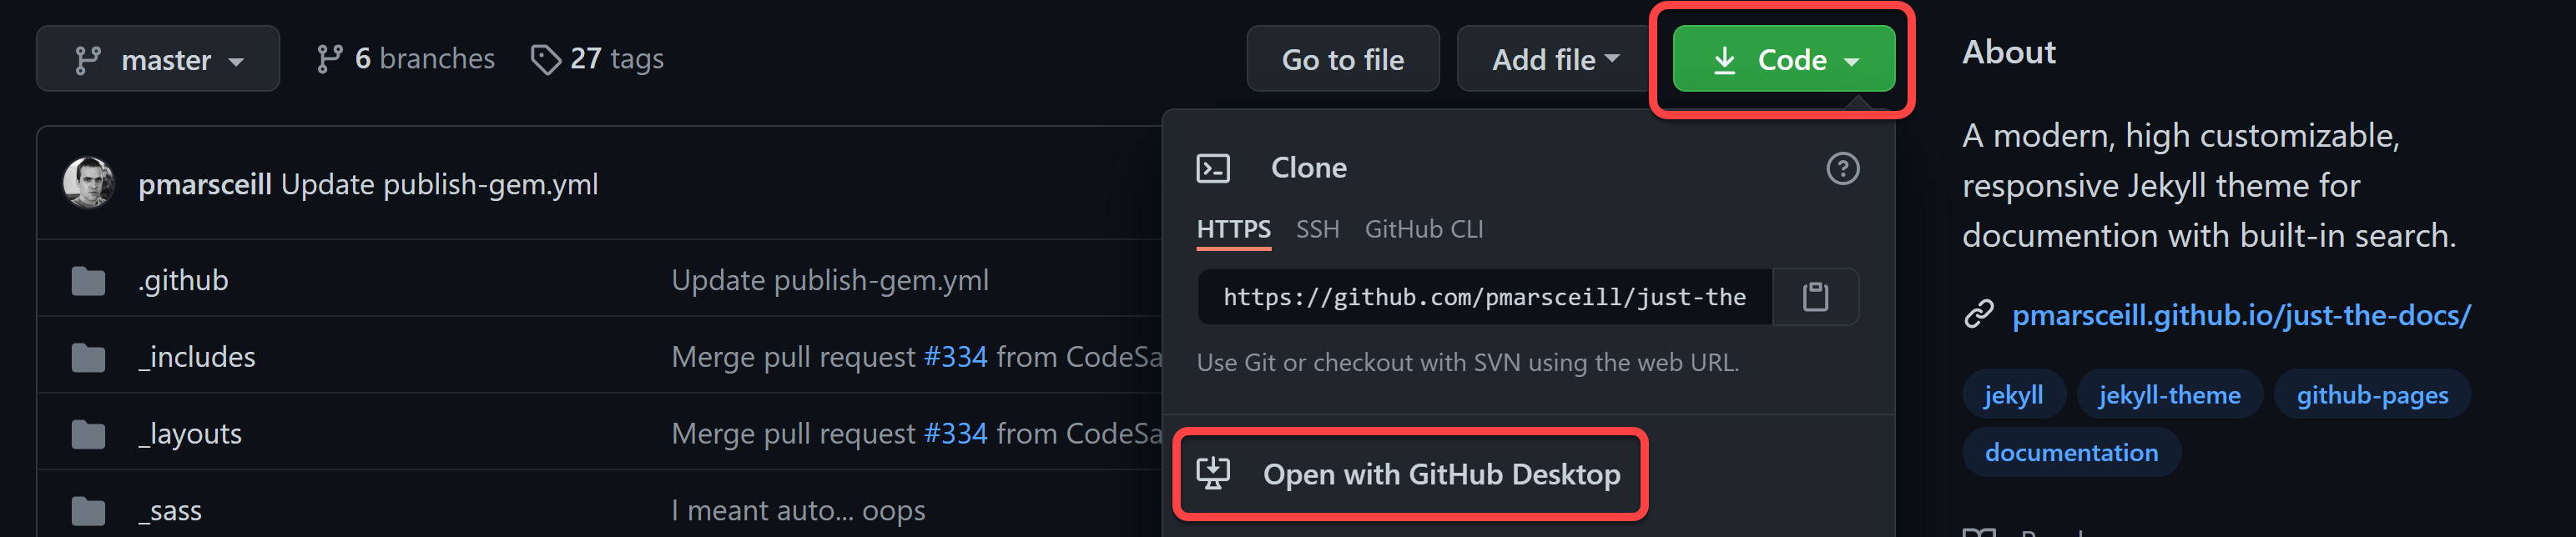 master 6 branches 27 tags Go to file Add file Code
pmarsceill Update publish-gem.yml
.github Update publish-gem.yml
_includes Merge pull request #334 from CodeSa
_layouts Merge pull request #334 from CodeSa
_sass I meant auto... oops
Clone
HTTPS SSH GitHub CLI
https://github.com/pmarsceill/just-the
Use Git or checkout with SVN using the web URL.
Open with GitHub Desktop
About
A modern, high customizable,
responsive Jekyll theme for
documention with built-in search.
pmarsceill.github.io/just-the-docs/
jekyll jekyll-theme github-pages
documentation